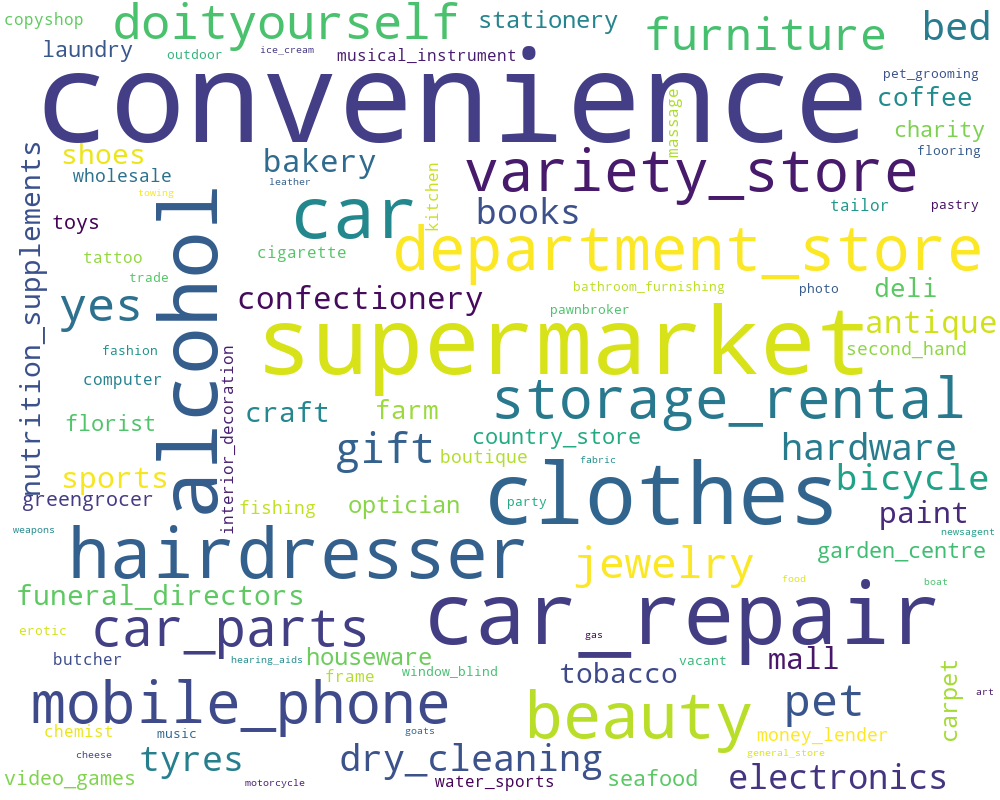 copyshop
doityourself
stationery
furniture
bed
laundry
outdoor
ice_cream
musical_instrument
convenience
pet_grooming
coffee
massage
charity
flooring
nutrition_supplements
shoes
wholesale
bakery
leather
kitchen
variety_store
towing
toys
alcohol
car
books
tailor
pastry
tattoo
cigarette
department_store
trade
yes
confectionery
bathroom_furnishing
photo
deli
pawnbroker
supermarket
antique
second_hand
fashion
computer
interior_decoration
craft
farm
storage_rental
florist
gift
country_store
hardware
boutique
fabric
sports
bicycle
greengrocer
fishing
optician
clothes
party
paint
weapons
hairdresser
newsagent
jewelry
garden_centre
food
boat
funeral_directors
car_repair
erotic
car_parts
gas
butcher
hearing_aids
houseware
window_blind
frame
tobacco
vacant
mall
carpet
art
mobile_phone
beauty
pet
chemist
music
goats
money_lender
cheese
tyres
dry_cleaning
general_store
video_games
motorcycle
water_sports
seafood
electronics